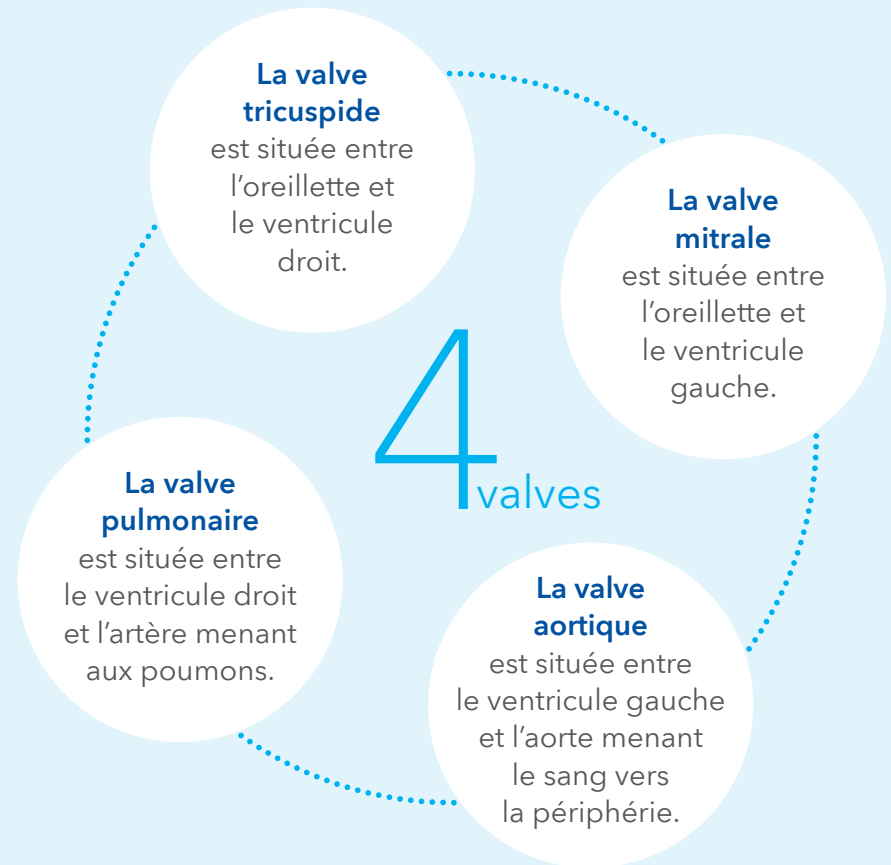 La valve
tricuspide
est située entre
l’oreillette et
le ventricule
droit.
La valve
mitrale
est située entre
l’oreillette et
le ventricule
gauche.
4
valves
La valve
pulmonaire
est située entre
le ventricule droit
et l’artère menant
aux poumons.
La valve
aortique
est située entre
le ventricule gauche
et l’aorte menant
le sang vers
la périphérie.